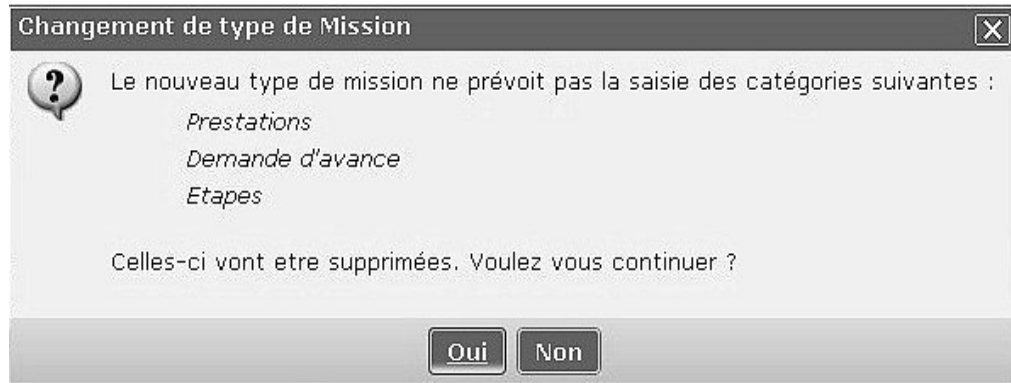 Changement de type de Mission
Le nouveau type de mission ne prévoit pas la saisie des catégories suivantes :
Prestations
Demande d'avance
Etapes
Celles-ci vont etre supprimées. Voulez vous continuer ?
Oui
Non